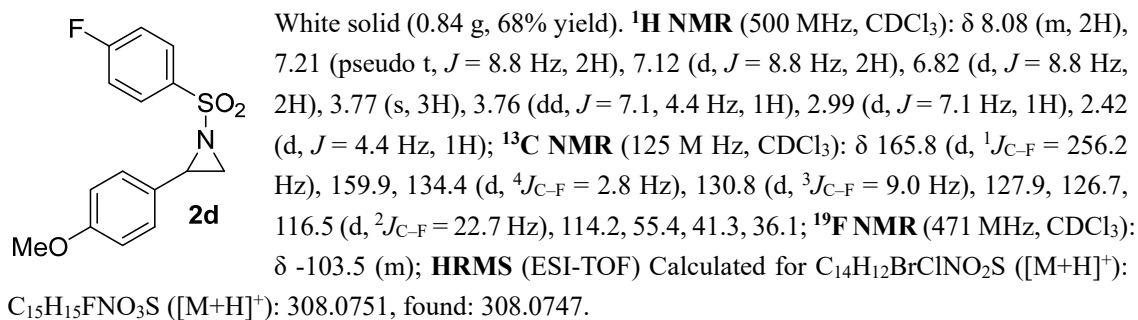 F
SO₂
N
2d
MeO
White solid (0.84 g, 68% yield). ¹H NMR (500 MHz, CDCl₃): δ 8.08 (m, 2H),
7.21 (pseudo t, J = 8.8 Hz, 2H), 7.12 (d, J = 8.8 Hz, 2H), 6.82 (d, J = 8.8 Hz,
2H), 3.77 (s, 3H), 3.76 (dd, J = 7.1, 4.4 Hz, 1H), 2.99 (d, J = 7.1 Hz, 1H), 2.42
(d, J = 4.4 Hz, 1H); ¹³C NMR (125 M Hz, CDCl₃): δ 165.8 (d, ¹J_C–F = 256.2
Hz), 159.9, 134.4 (d, ⁴J_C–F = 2.8 Hz), 130.8 (d, ³J_C–F = 9.0 Hz), 127.9, 126.7,
116.5 (d, ²J_C–F = 22.7 Hz), 114.2, 55.4, 41.3, 36.1; ¹⁹F NMR (471 MHz, CDCl₃):
δ -103.5 (m); HRMS (ESI-TOF) Calculated for C₁₄H₁₂BrClNO₂S ([M+H]⁺):
C₁₅H₁₅FNO₃S ([M+H]⁺): 308.0751, found: 308.0747.